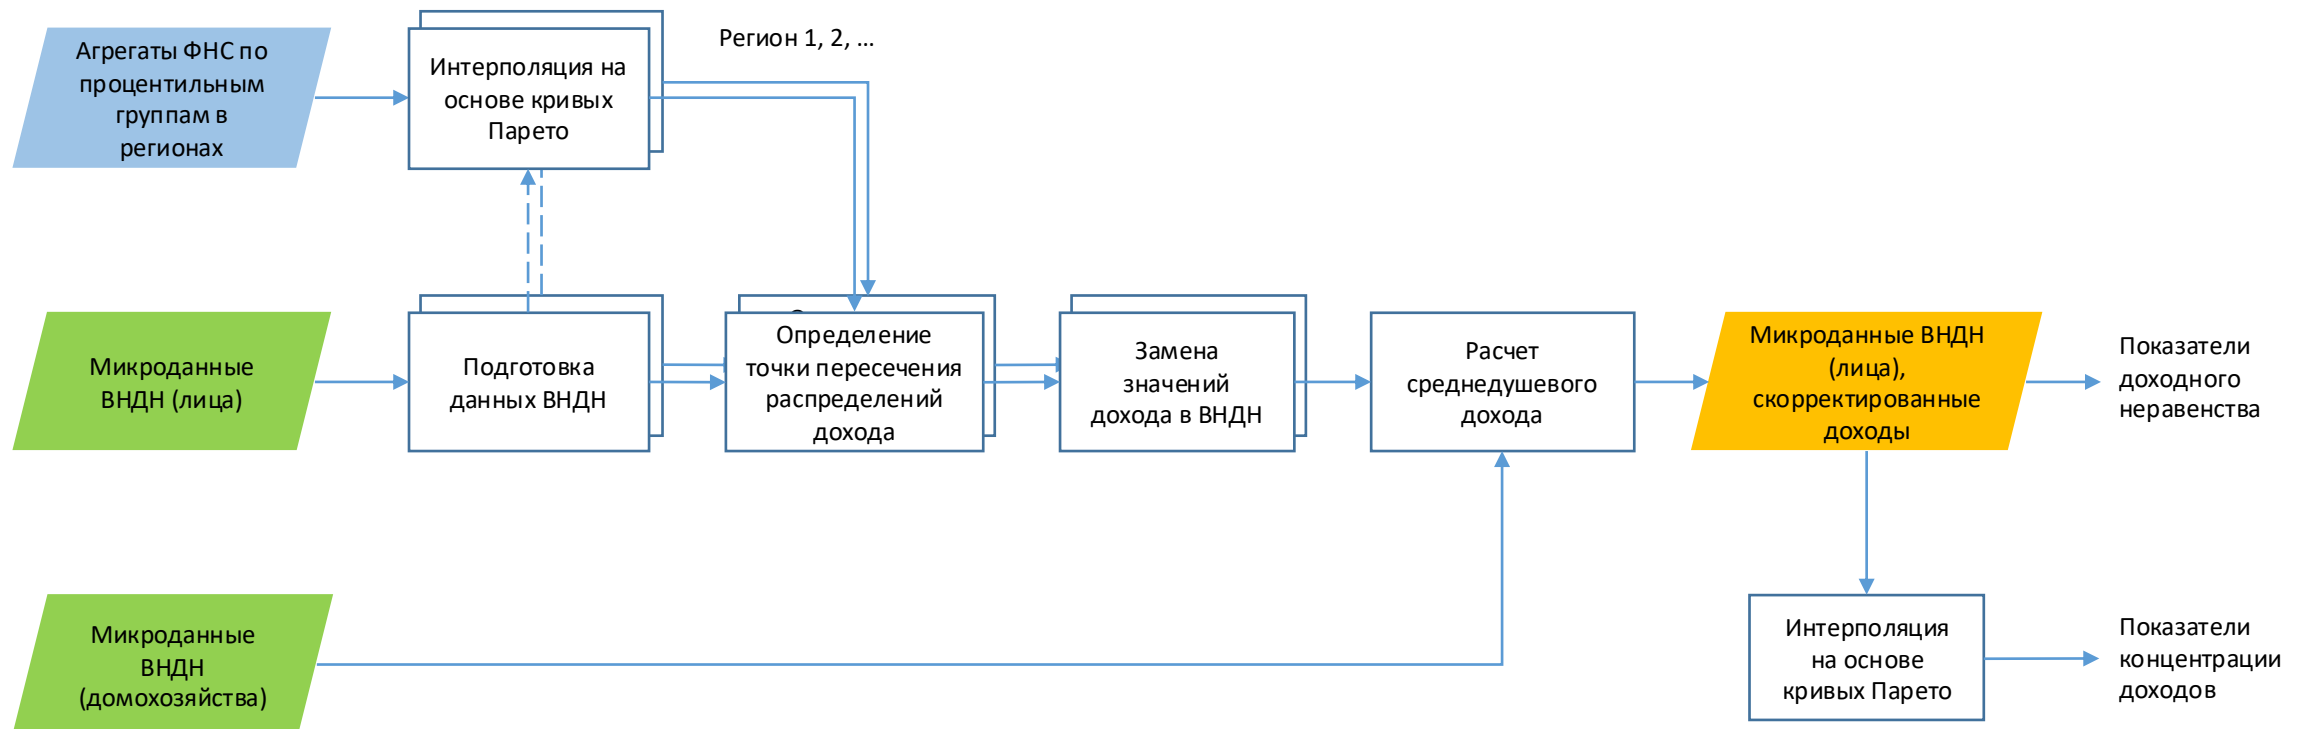 Агрегаты ФНС по
процентильным
группам в
регионах
Интерполяция на
основе кривых
Парето
Регион 1, 2, ...
Микроданные
ВНДН (лица)
Подготовка
данных ВНДН
Определение
точки пересечения
распределений
дохода
Замена
значений
дохода в ВНДН
Расчет
среднедушевого
дохода
Микроданные ВНДН
(лица),
скорректированные
доходы
Показатели
доходного
неравенства
Микроданные
ВНДН
(домохозяйства)
Интерполяция
на основе
кривых Парето
Показатели
концентрации
доходов